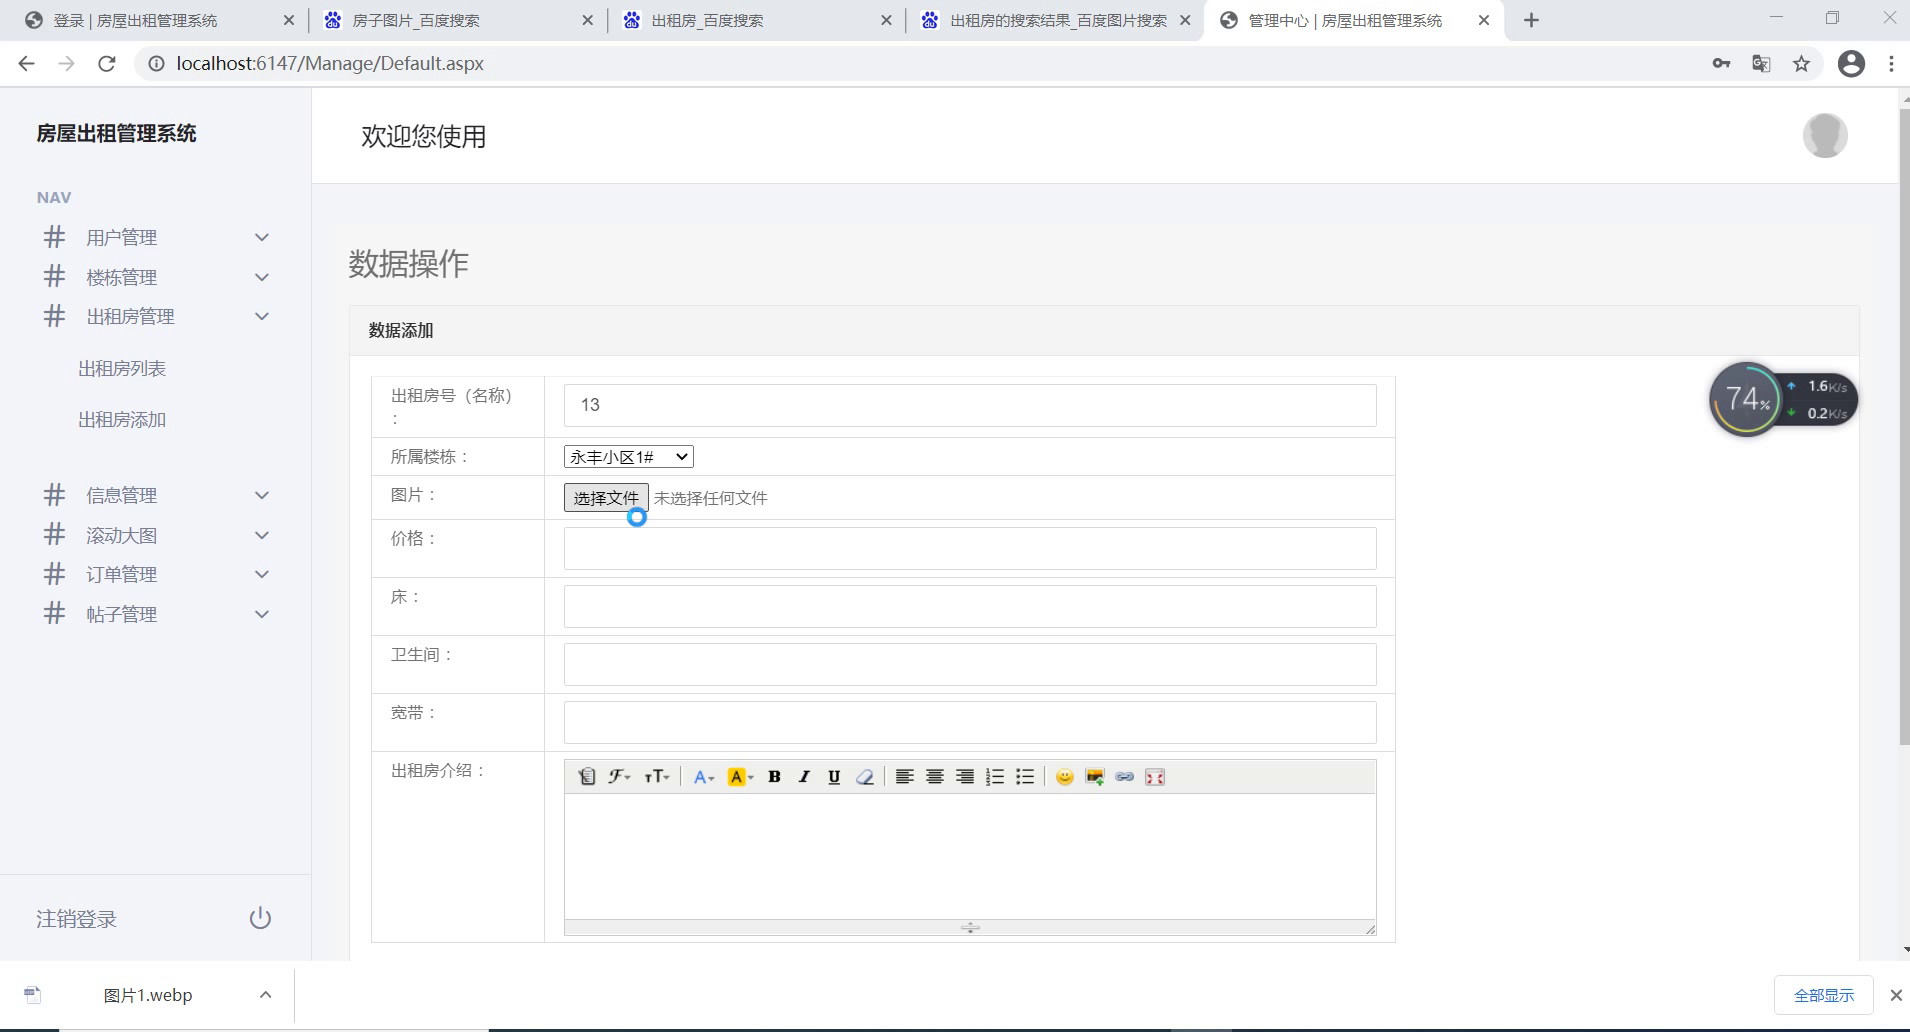 登录 | 房屋出租管理系统
房子图片_百度搜索
出租房_百度搜索
出租房的搜索结果_百度图片搜索
管理中心 | 房屋出租管理系统
localhost:6147/Manage/Default.aspx
房屋出租管理系统
欢迎您使用
NAV
用户管理
楼栋管理
出租房管理
出租房列表
出租房添加
信息管理
滚动大图
订单管理
帖子管理
注销登录
数据操作
数据添加
出租房号（名称）
：
13
所属楼栋：
永丰小区1#
图片：
选择文件 未选择任何文件
价格：
床：
卫生间：
宽带：
出租房介绍：
74%
1.6K/s
0.2K/s
图片1.webp
全部显示